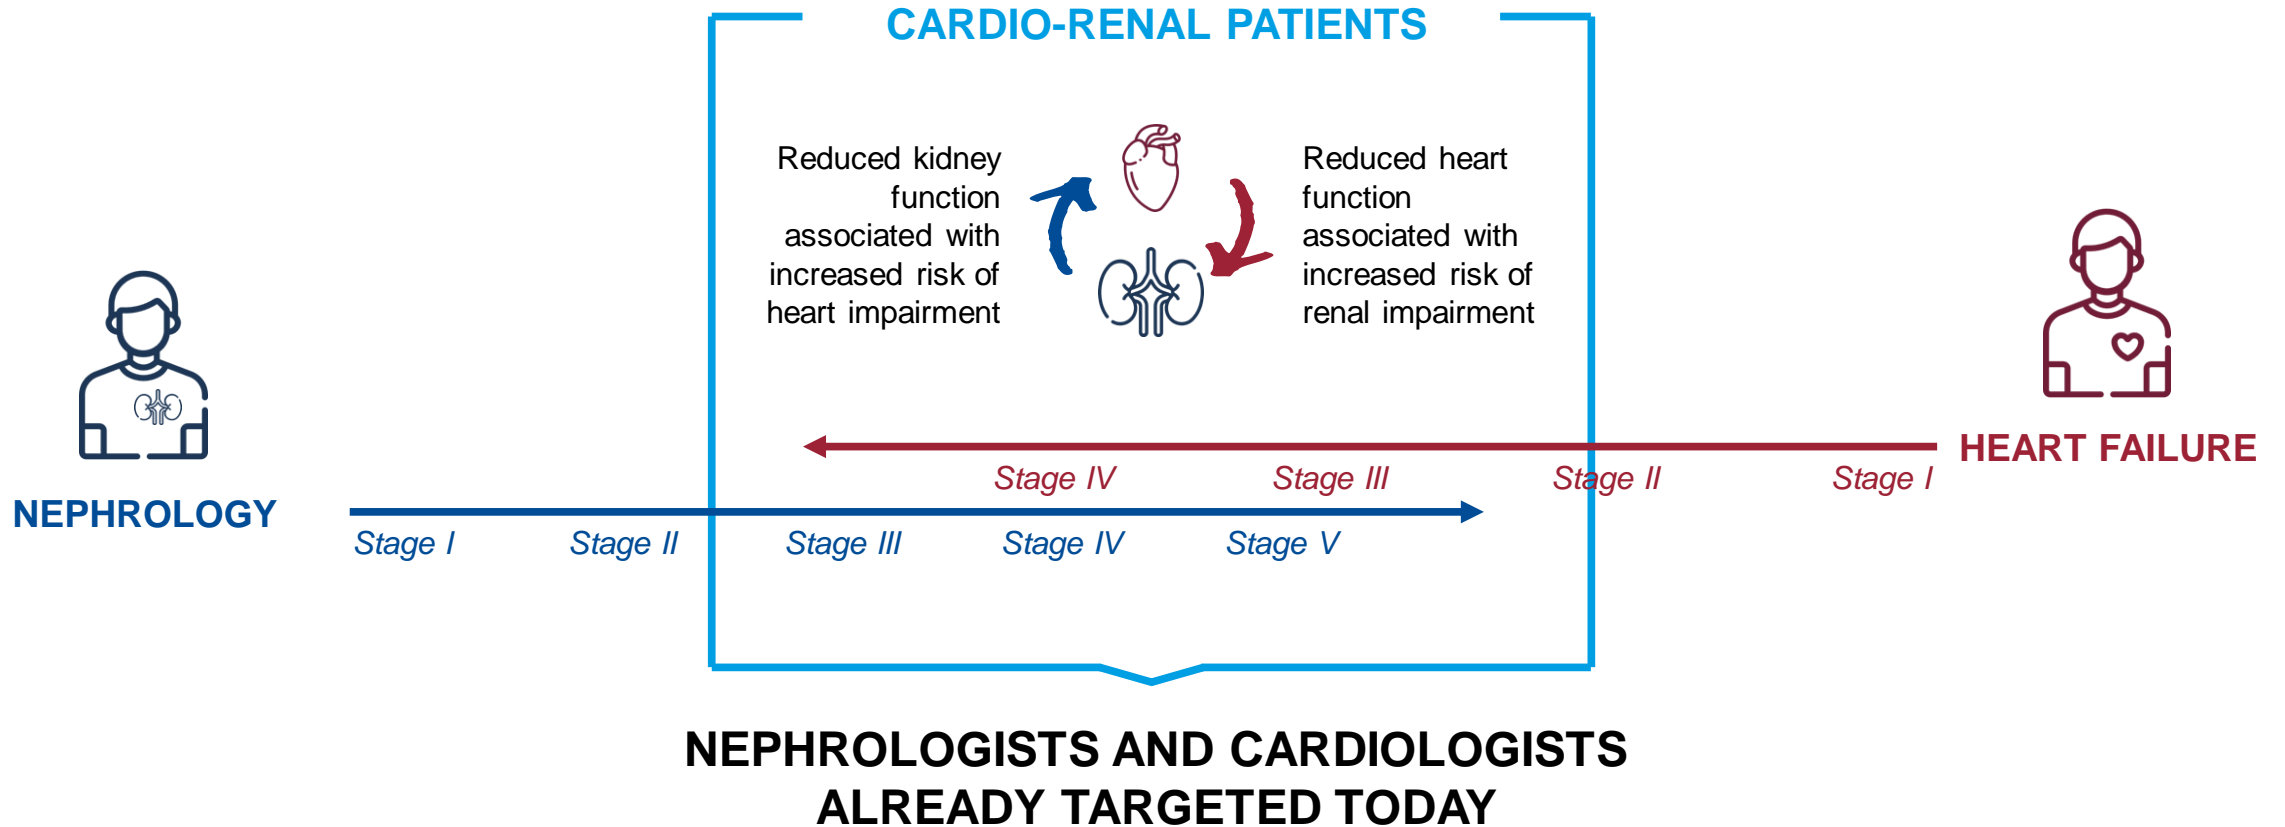 CARDIO-RENAL PATIENTS
Reduced kidney
function
associated with
increased risk of
heart impairment
Reduced heart
function
associated with
increased risk of
renal impairment
HEART FAILURE
Stage IV
Stage III
Stage II
Stage I
NEPHROLOGY
Stage I
Stage II
Stage III
Stage IV
Stage V
NEPHROLOGISTS AND CARDIOLOGISTS
ALREADY TARGETED TODAY